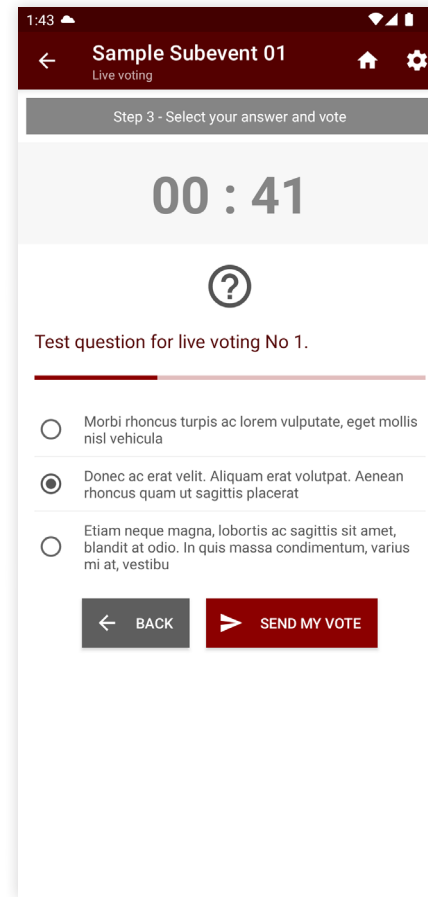 1:43
Sample Subevent 01
Live voting
Step 3 - Select your answer and vote
00 : 41
?
Test question for live voting No 1.
Morbi rhoncus turpis ac lorem vulputate, eget mollis
nisl vehicula
Donec ac erat velit. Aliquam erat volutpat. Aenean
rhoncus quam ut sagittis placerat
Etiam neque magna, lobortis ac sagittis sit amet,
blandit at odio. In quis massa condimentum, varius
mi at, vestibu
BACK
SEND MY VOTE